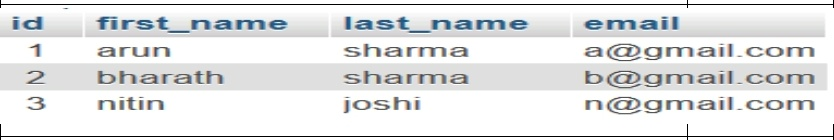 id first_name last_name email
1 arun sharma a@gmail.com
2 bharath sharma b@gmail.com
3 nitin joshi n@gmail.com